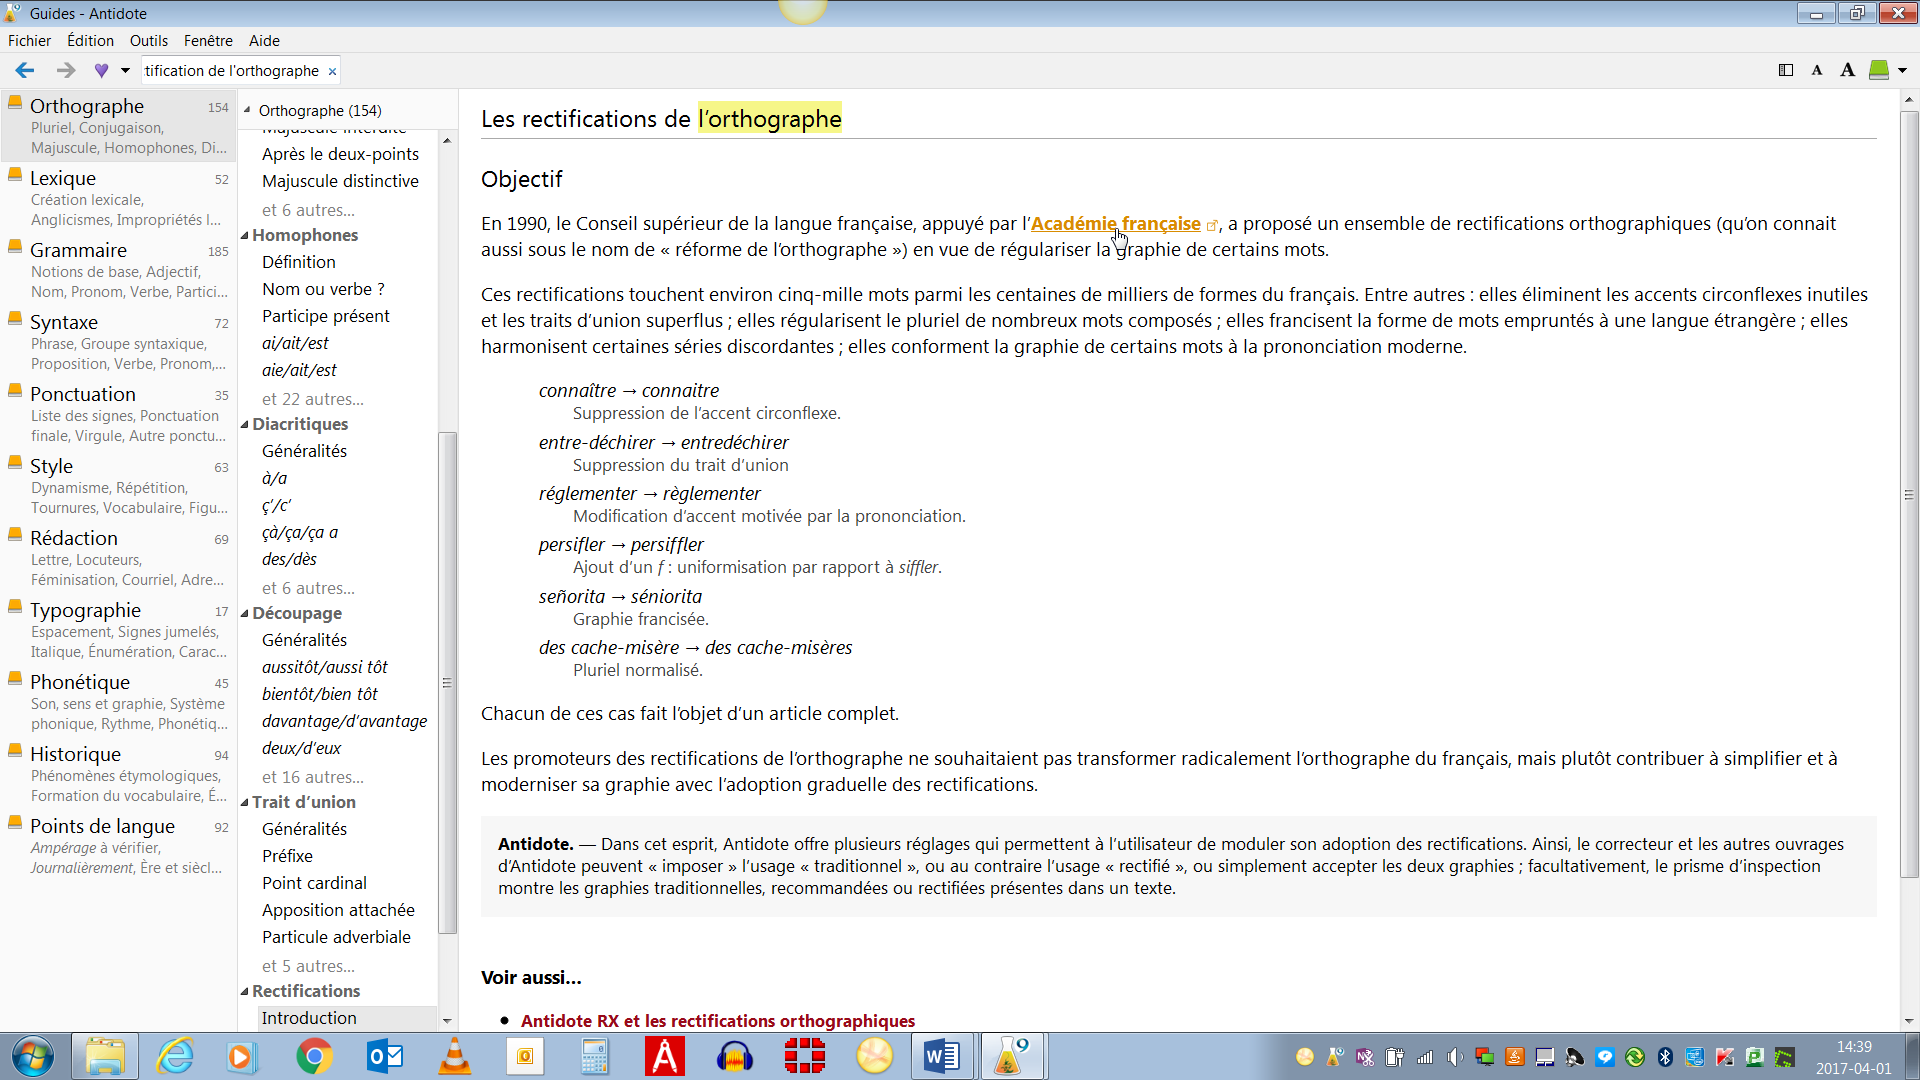 Guides - Antidote
Fichier Édition Outils Fenêtre Aide
tification de l'orthographe ×
A A
Orthographe 154
Pluriel, Conjugaison,
Majuscule, Homophones, Di...
Lexique 52
Création lexicale,
Anglicismes, Impropriétés l...
Grammaire 185
Notions de base, Adjectif,
Nom, Pronom, Verbe, Partici...
Syntaxe 72
Phrase, Groupe syntaxique,
Proposition, Verbe, Pronom,...
Ponctuation 35
Liste des signes, Ponctuation
finale, Virgule, Autre ponctu...
Style 63
Dynamisme, Répétition,
Tournures, Vocabulaire, Figu...
Rédaction 69
Lettre, Locuteurs,
Féminisation, Courriel, Adre...
Typographie 17
Espacement, Signes jumelés,
Italique, Énumération, Carac...
Phonétique 45
Son, sens et graphie, Système
phonique, Rythme, Phonétiq...
Historique 94
Phénomènes étymologiques,
Formation du vocabulaire, É...
Points de langue 92
Ampérage à vérifier,
Journalièrement, Ère et siècl...
Orthographe (154)
Majuscule interdite
Après le deux-points
Majuscule distinctive
et 6 autres...
Homophones
Définition
Nom ou verbe ?
Participe présent
ai/ait/est
aie/ait/est
et 22 autres...
Diacritiques
Généralités
à/a
ç’/c’
çà/ça/ça a
des/dès
et 6 autres...
Découpage
Généralités
aussitôt/aussi tôt
bientôt/bien tôt
davantage/d’avantage
deux/d’eux
et 16 autres...
Trait d’union
Généralités
Préfixe
Point cardinal
Apposition attachée
Particule adverbiale
et 5 autres...
Rectifications
Introduction
Les rectifications de l’orthographe
Objectif
En 1990, le Conseil supérieur de la langue française, appuyé par l’Académie française, a proposé un ensemble de rectifications orthographiques (qu’on connait
aussi sous le nom de « réforme de l’orthographe ») en vue de régulariser la graphie de certains mots.
Ces rectifications touchent environ cinq-mille mots parmi les centaines de milliers de formes du français. Entre autres : elles éliminent les accents circonflexes inutiles
et les traits d’union superflus ; elles régularisent le pluriel de nombreux mots composés ; elles francisent la forme de mots empruntés à une langue étrangère ; elles
harmonisent certaines séries discordantes ; elles conforment la graphie de certains mots à la prononciation moderne.
connaître → connaitre
Suppression de l’accent circonflexe.
entre-déchirer → entredéchirer
Suppression du trait d’union
réglementer → règlementer
Modification d’accent motivée par la prononciation.
persifler → persiffler
Ajout d’un f : uniformisation par rapport à siffler.
señorita → séniorita
Graphie francisée.
des cache-misère → des cache-misères
Pluriel normalisé.
Chacun de ces cas fait l’objet d’un article complet.
Les promoteurs des rectifications de l’orthographe ne souhaitaient pas transformer radicalement l’orthographe du français, mais plutôt contribuer à simplifier et à
moderniser sa graphie avec l’adoption graduelle des rectifications.
Antidote. — Dans cet esprit, Antidote offre plusieurs réglages qui permettent à l’utilisateur de moduler son adoption des rectifications. Ainsi, le correcteur et les autres ouvrages
d’Antidote peuvent « imposer » l’usage « traditionnel », ou au contraire l’usage « rectifié », ou simplement accepter les deux graphies ; facultativement, le prisme d’inspection
montre les graphies traditionnelles, recommandées ou rectifiées présentes dans un texte.
Voir aussi...
• Antidote RX et les rectifications orthographiques
14:39
2017-04-01